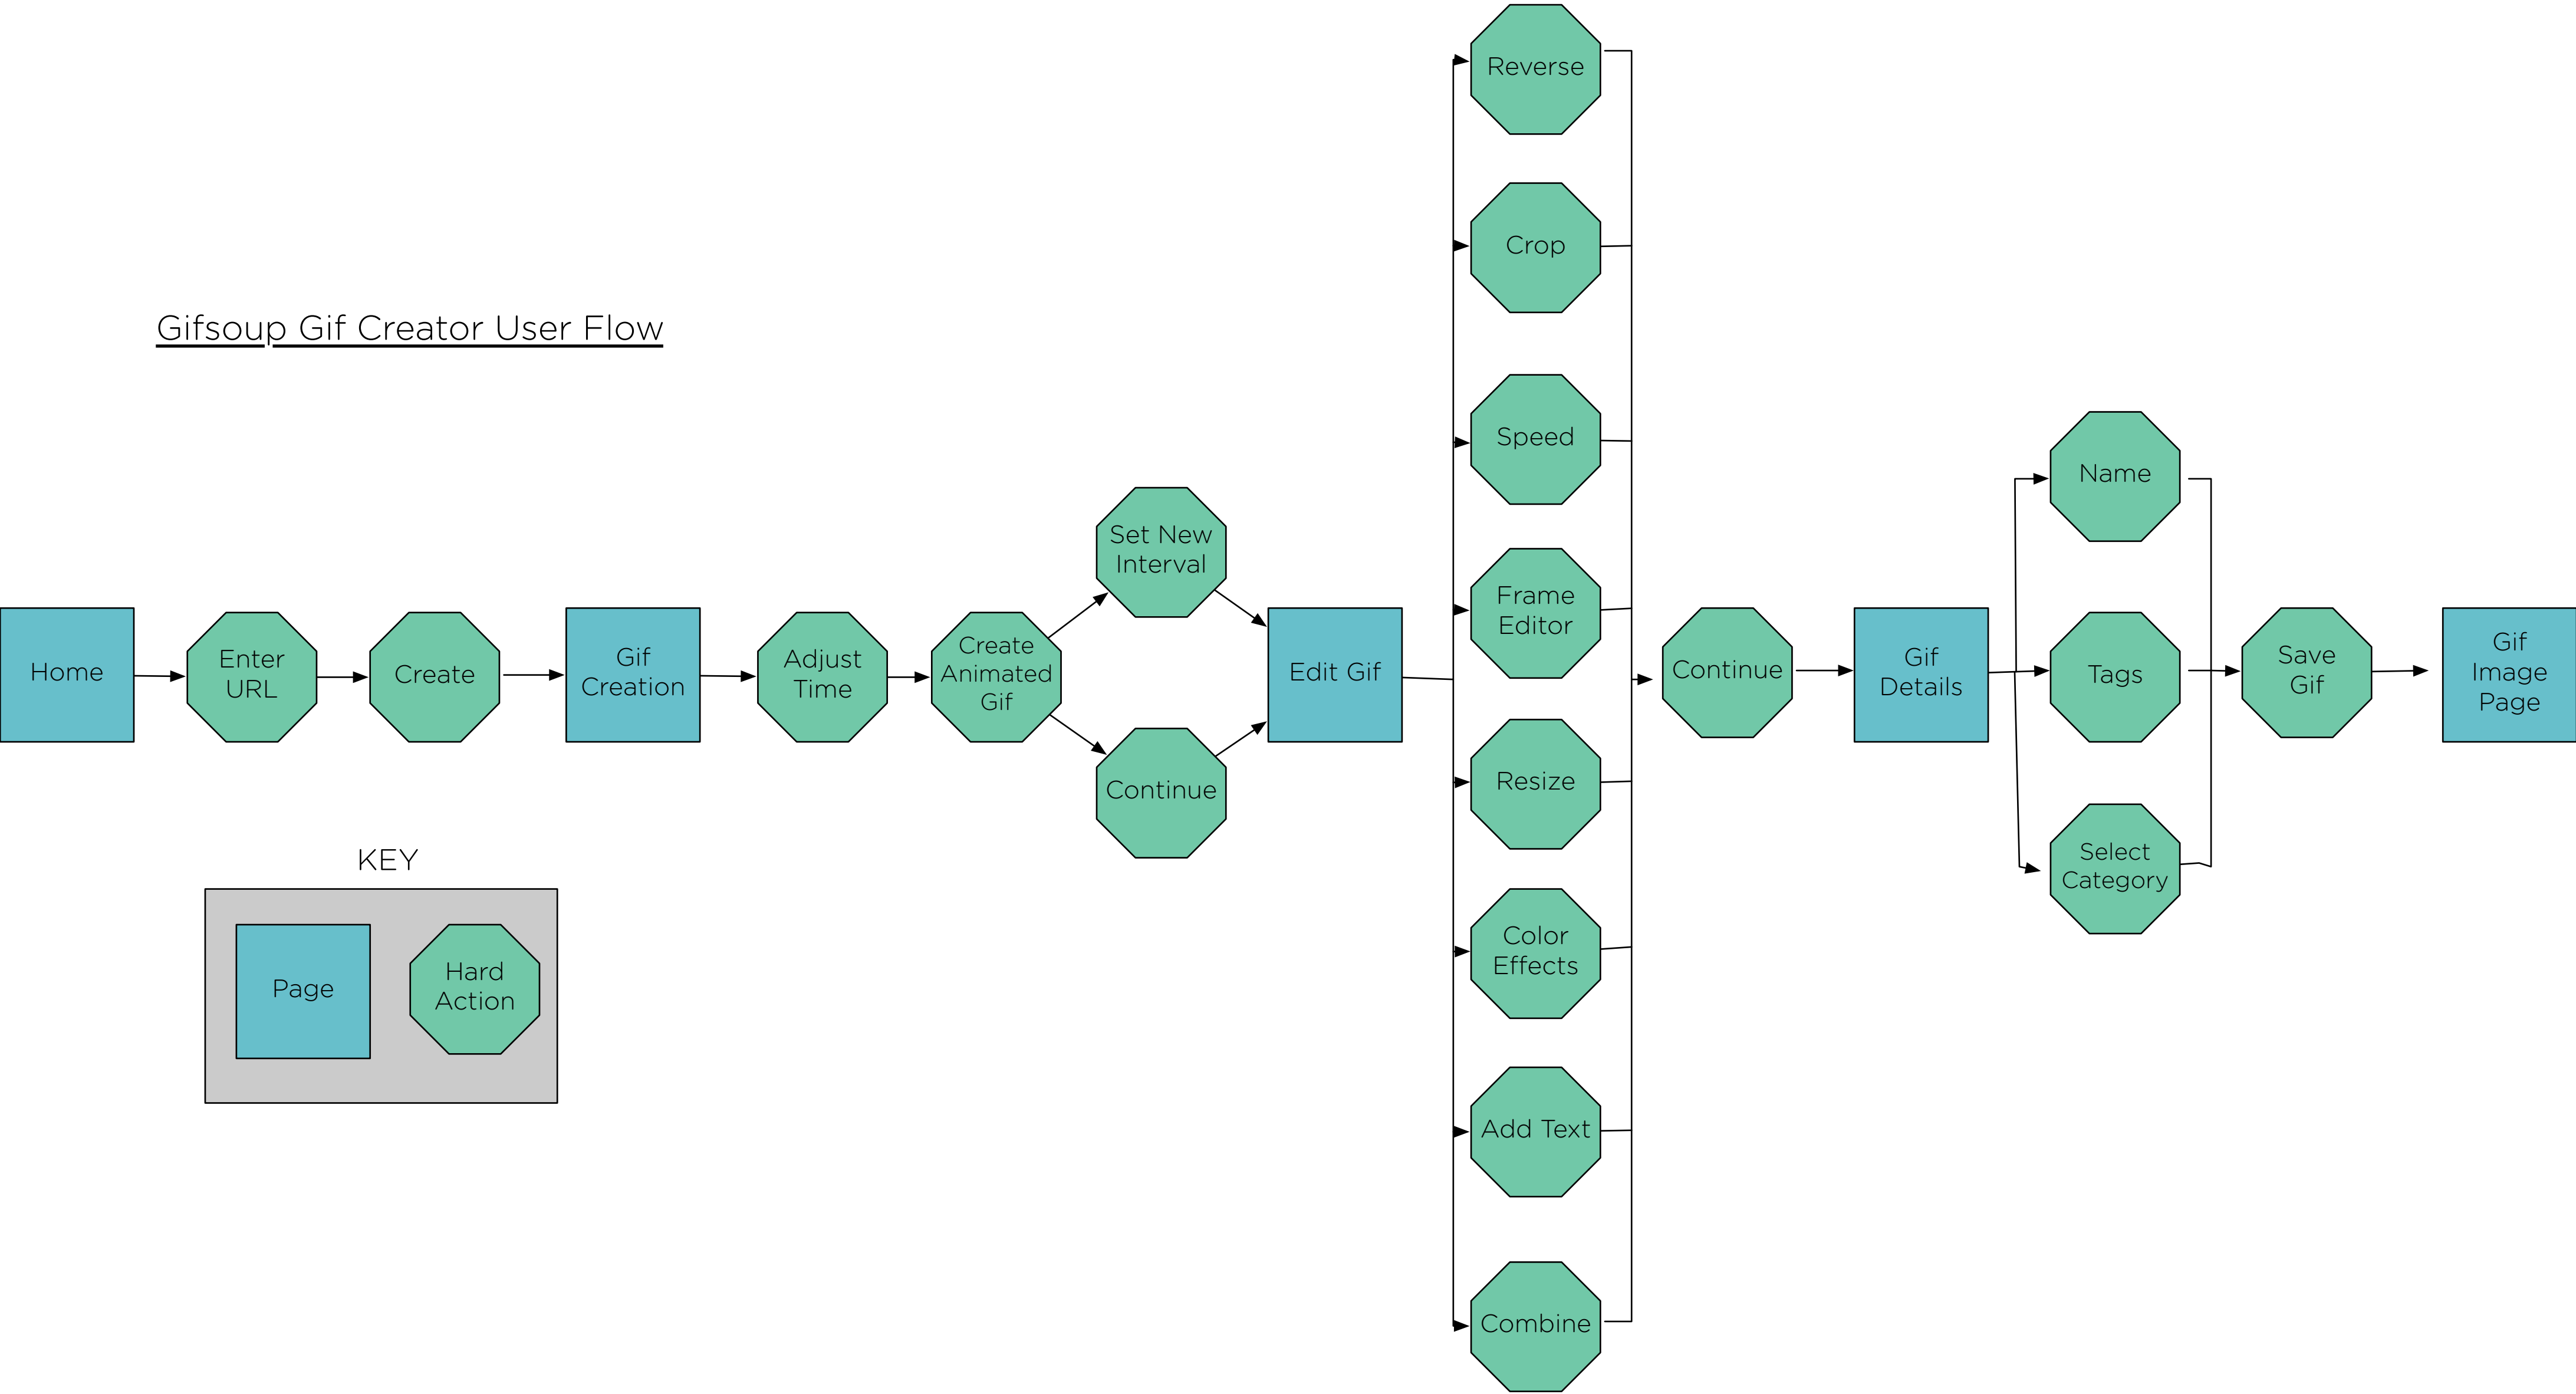 Gifsoup Gif Creator User Flow
Home
Enter
URL
Create
Gif
Creation
Adjust
Time
Create
Animated
Gif
Set New
Interval
Continue
Edit Gif
Reverse
Crop
Speed
Frame
Editor
Resize
Color
Effects
Add Text
Combine
Continue
Gif
Details
Name
Tags
Select
Category
Save
Gif
Gif
Image
Page
KEY
Page
Hard
Action